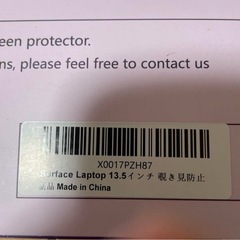 een protector.
ns, please feel free to contact us
X0017PZH87
Surface Laptop 13.5インチ 覗き見防止
品 Made in China